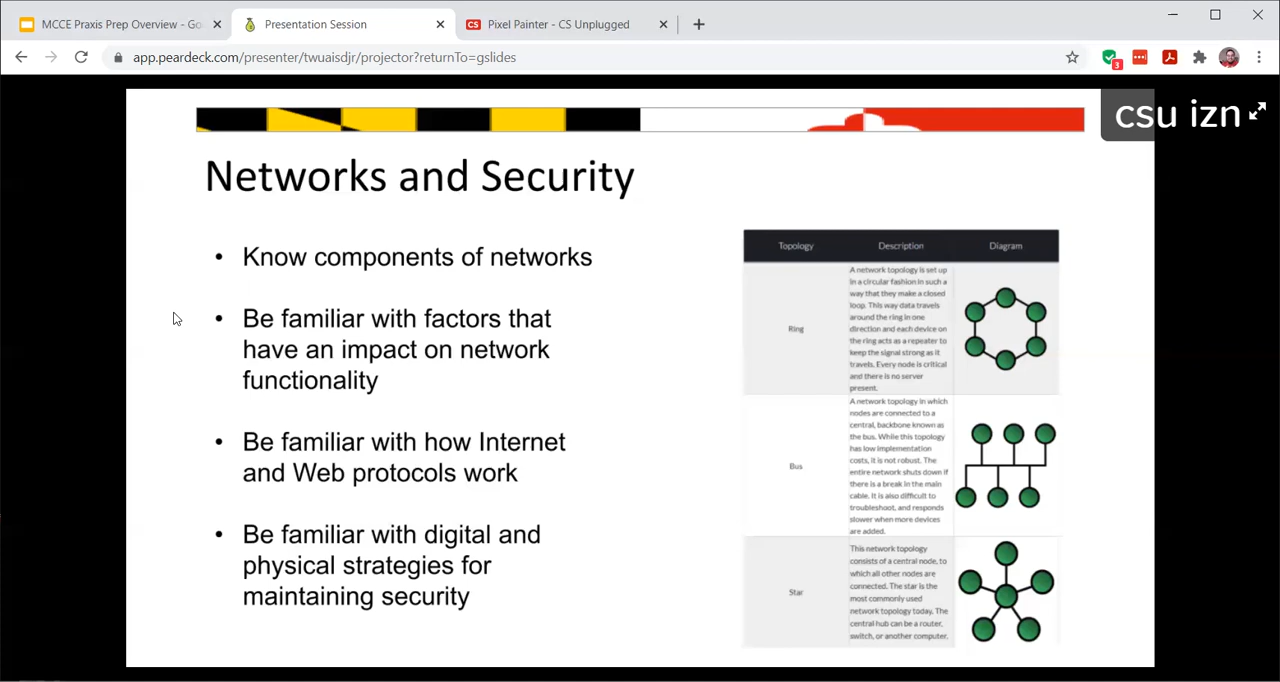 MCCE Praxis Prep Overview - Go
Presentation Session
CS Pixel Painter - CS Unplugged
app.peardeck.com/presenter/twuaisdjr/projector?returnTo=gslides
3
csu izn
Networks and Security
• Know components of networks
• Be familiar with factors that
have an impact on network
functionality
• Be familiar with how Internet
and Web protocols work
• Be familiar with digital and
physical strategies for
maintaining security
Topology Description Diagram
Ring
A network topology is set up
in a circular fashion in such a
way that they make a closed
loop. This way data travels
around the ring in one
direction and each device on
the ring acts as a repeater to
keep the signal strong as it
travels. Every node is critical
and there is no server
present.
Bus
A network topology in which
nodes are connected to a
central, backbone known as
the bus. While this topology
has low implementation
costs, it is not robust. The
entire network shuts down if
there is a break in the main
cable. It is also difficult to
troubleshoot, and responds
slower when more devices
are added.
Star
This network topology
consists of a central node, to
which all other nodes are
connected. The star is the
most commonly used
network topology today. The
central hub can be a router,
switch, or another computer.